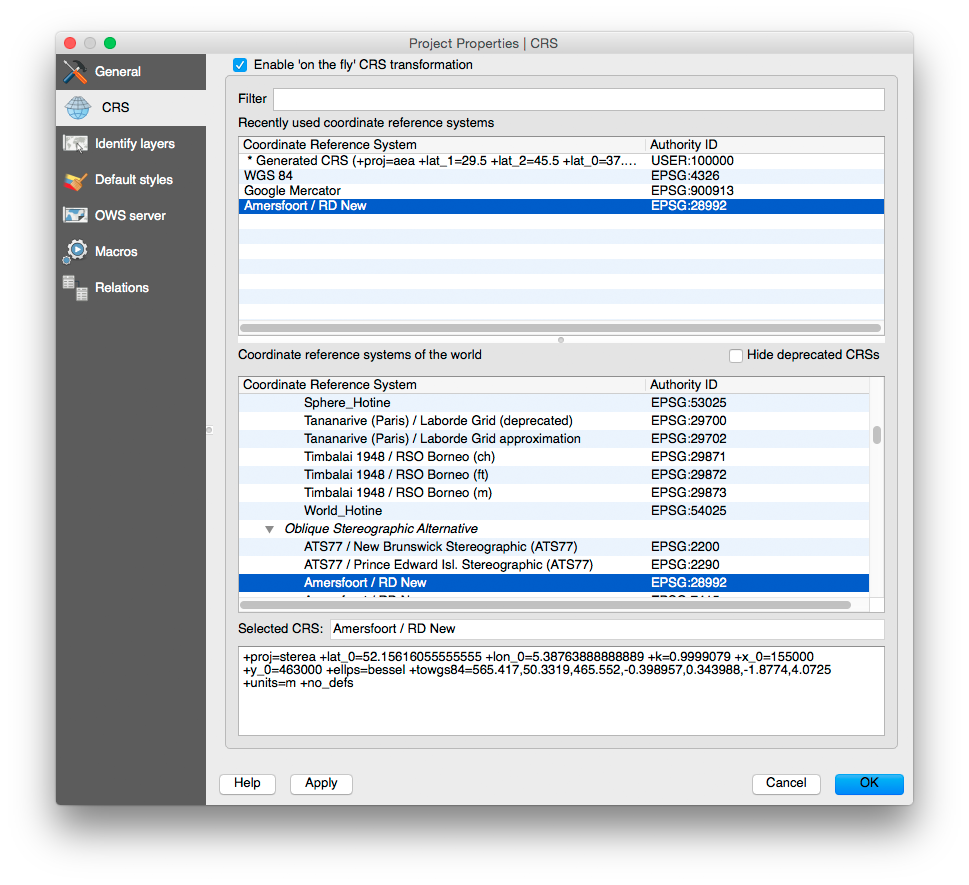 Project Properties | CRS
General
CRS
Identify layers
Default styles
OWS server
Macros
Relations
Enable 'on the fly' CRS transformation
Filter
Recently used coordinate reference systems
Coordinate Reference System Authority ID
* Generated CRS (+proj=aea +lat_1=29.5 +lat_2=45.5 +lat_0=37.... USER:100000
WGS 84 EPSG:4326
Google Mercator EPSG:900913
Amersfoort / RD New EPSG:28992
Coordinate reference systems of the world
Hide deprecated CRSs
Coordinate Reference System Authority ID
Sphere_Hotine EPSG:53025
Tananarive (Paris) / Laborde Grid (deprecated) EPSG:29700
Tananarive (Paris) / Laborde Grid approximation EPSG:29702
Timbalai 1948 / RSO Borneo (ch) EPSG:29871
Timbalai 1948 / RSO Borneo (ft) EPSG:29872
Timbalai 1948 / RSO Borneo (m) EPSG:29873
World_Hotine EPSG:54025
Oblique Stereographic Alternative
ATS77 / New Brunswick Stereographic (ATS77) EPSG:2200
ATS77 / Prince Edward Isl. Stereographic (ATS77) EPSG:2290
Amersfoort / RD New EPSG:28992
Selected CRS: Amersfoort / RD New
+proj=sterea +lat_0=52.15616055555555 +lon_0=5.38763888888889 +k=0.9999079 +x_0=155000
+y_0=463000 +ellps=bessel +towgs84=565.417,50.3319,465.552,-0.398957,0.343988,-1.8774,4.0725
+units=m +no_defs
Help
Apply
Cancel
OK